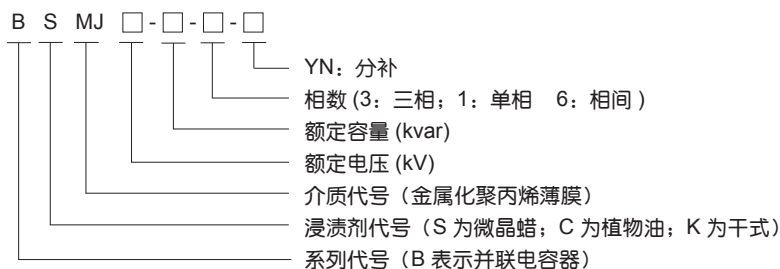 B S MJ □-□-□-□
YN：分补
相数 (3：三相；1：单相 6：相间 )
额定容量 (kvar)
额定电压 (kV)
介质代号（金属化聚丙烯薄膜）
浸渍剂代号（S 为微晶蜡；C 为植物油；K 为干式）
系列代号（B 表示并联电容器）